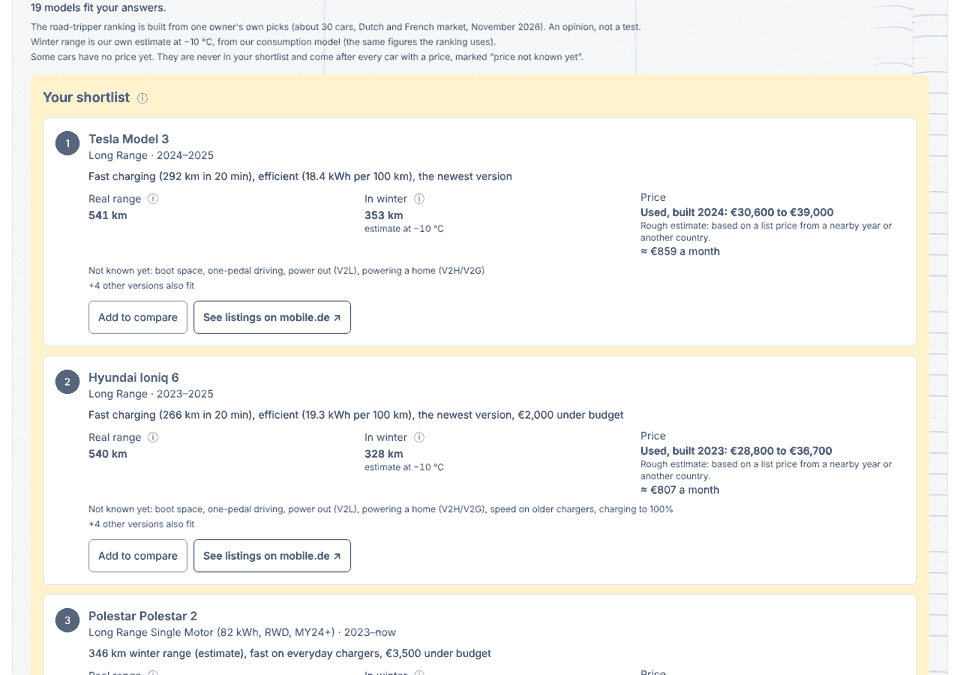 19 models fit your answers.
The road-tripper ranking is built from one owner's own picks (about 30 cars, Dutch and French market, November 2026). An opinion, not a test.
Winter range is our own estimate at −10 °C, from our consumption model (the same figures the ranking uses).
Some cars have no price yet. They are never in your shortlist and come after every car with a price, marked “price not known yet”.
Your shortlist ⓘ
1
Tesla Model 3
Long Range · 2024–2025
Fast charging (292 km in 20 min), efficient (18.4 kWh per 100 km), the newest version
Real range ⓘ
541 km
In winter ⓘ
353 km
estimate at −10 °C
Price
Used, built 2024: €30,600 to €39,000
Rough estimate: based on a list price from a nearby year or
another country.
≈ €859 a month
Not known yet: boot space, one-pedal driving, power out (V2L), powering a home (V2H/V2G)
+4 other versions also fit
Add to compare
See listings on mobile.de ↗
2
Hyundai Ioniq 6
Long Range · 2023–2025
Fast charging (266 km in 20 min), efficient (19.3 kWh per 100 km), the newest version, €2,000 under budget
Real range ⓘ
540 km
In winter ⓘ
328 km
estimate at −10 °C
Price
Used, built 2023: €28,800 to €36,700
Rough estimate: based on a list price from a nearby year or
another country.
≈ €807 a month
Not known yet: boot space, one-pedal driving, power out (V2L), powering a home (V2H/V2G), speed on older chargers, charging to 100%
+4 other versions also fit
Add to compare
See listings on mobile.de ↗
3
Polestar Polestar 2
Long Range Single Motor (82 kWh, RWD, MY24+) · 2023–now
346 km winter range (estimate), fast on everyday chargers, €3,500 under budget
Real range ⓘ
In winter ⓘ
Price